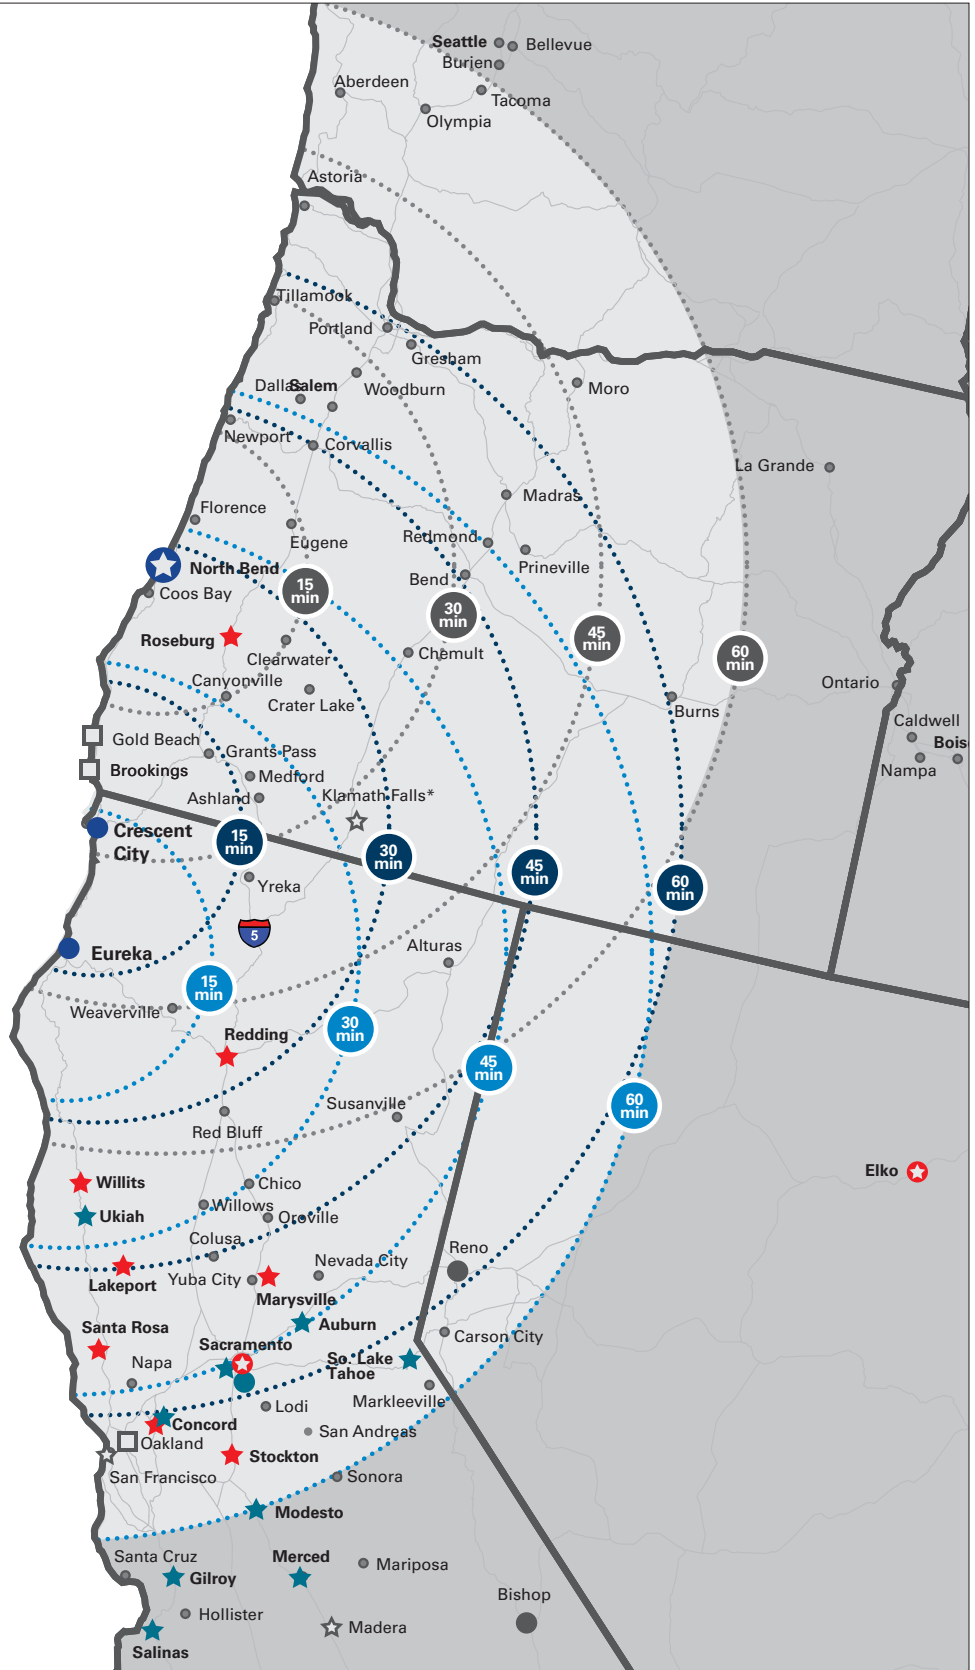 Seattle
Bellevue
Burien
Aberdeen
Tacoma
Olympia
Astoria
Tillamook
Portland
Gresham
Dallas
Salem
Woodburn
Moro
Newport
Corvallis
La Grande
Madras
Florence
Eugene
Redmond
Prineville
North Bend
Bend
Coos Bay
15
min
30
min
45
min
60
min
Roseburg
Clearwater
Chemult
Canyonville
Crater Lake
Ontario
Burns
Caldwell
Gold Beach
Grants Pass
Nampa
Brookings
Medford
Ashland
Klamath Falls*
Crescent
City
15
min
30
min
45
min
60
min
Yreka
5
Eureka
Alturas
15
min
Weaverville
30
min
Redding
45
min
60
min
Susanville
Red Bluff
Elko
Willits
Chico
Ukiah
Willows
Oroville
Colusa
Reno
Lakeport
Yuba City
Nevada City
Marysville
Santa Rosa
Auburn
Sacramento
Carson City
Napa
So. Lake
Tahoe
Markleeville
Lodi
Concord
San Andreas
Oakland
Stockton
San Francisco
Sonora
Modesto
Santa Cruz
Merced
Mariposa
Gilroy
Hollister
Bishop
Madera
Salinas